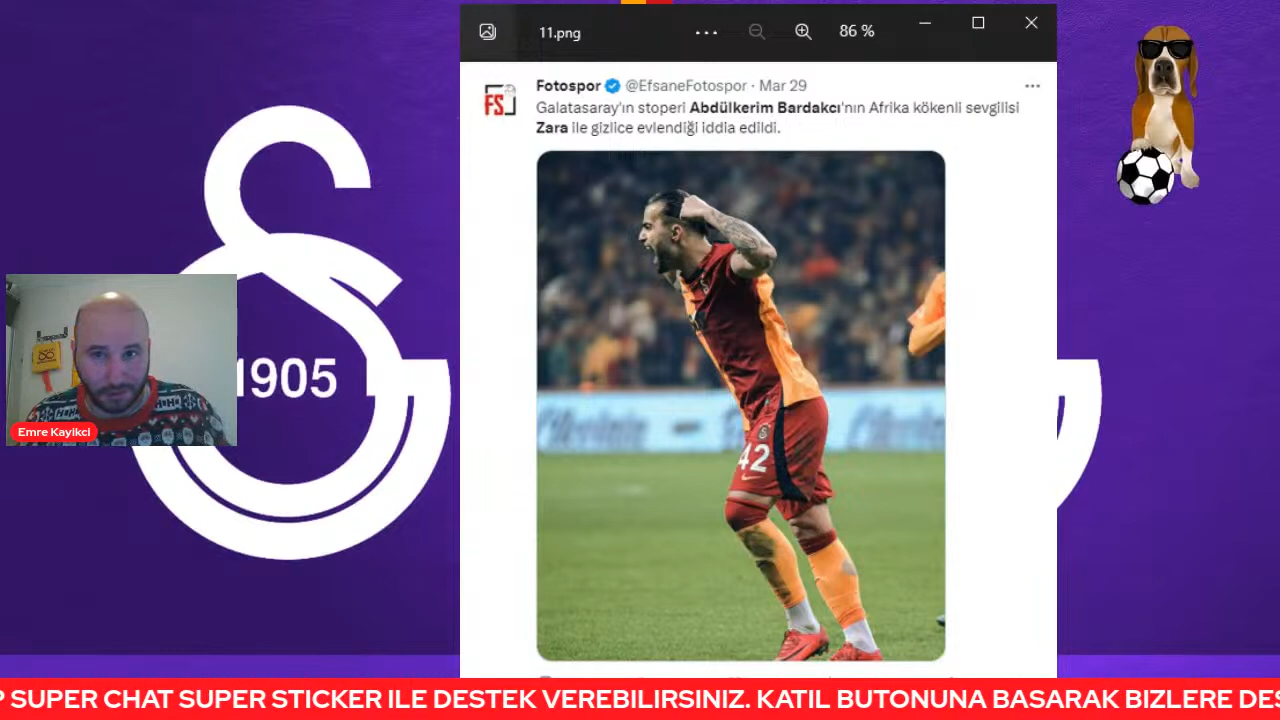 11.png
86 %
FS
Fotospor @EfsaneFotospor · Mar 29
Galatasaray'ın stoperi Abdülkerim Bardakcı'nın Afrika kökenli sevgilisi
Zara ile gizlice evlendiği iddia edildi.
42
1905
Emre Kayikci
SUPER CHAT SUPER STICKER ILE DESTEK VEREBILIRSINIZ. KATIL BUTONUNA BASARAK BIZLERE DES